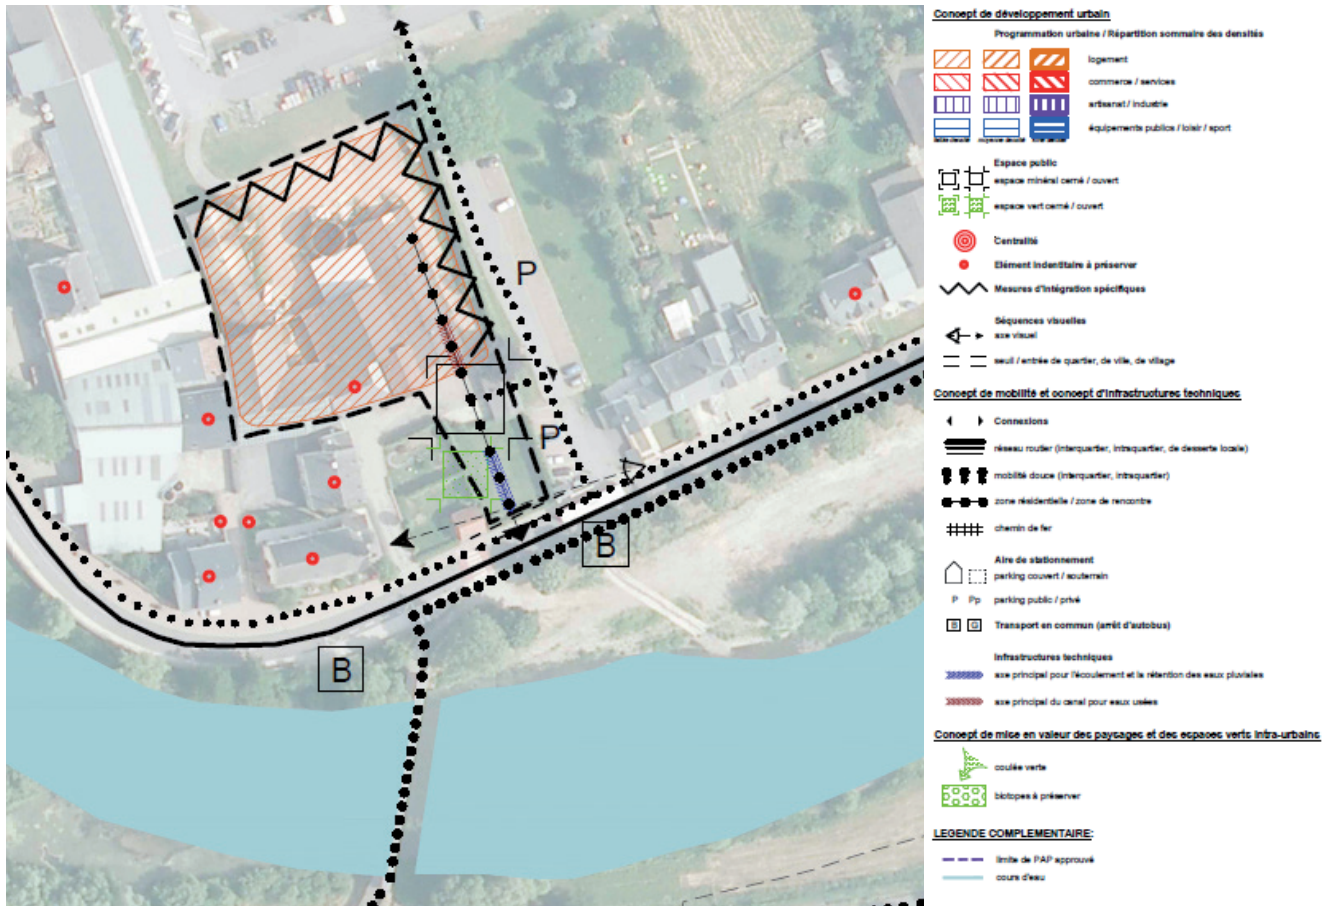 P
P
B
B
Concept de développement urbain
Programmation urbaine / Répartition sommaire des densités
logement
commerce / services
artisanat / industrie
équipements publics / loisir / sport
Espace public
espace minéral cerné / ouvert
espace vert cerné / ouvert
Centralité
Elément indentitaire à préserver
Mesures d'intégration spécifiques
Séquences visuelles
axe visuel
seuil / entrée de quartier, de ville, de village
Concept de mobilité et concept d'infrastructures techniques
Connexions
réseau routier (interquartier, intraquartier, de desserte locale)
mobilité douce (interquartier, intraquartier)
zone résidentielle / zone de rencontre
chemin de fer
Aire de stationnement
parking couvert / souterrain
P Pp parking public / privé
B G Transport en commun (arrêt d'autobus)
Infrastructures techniques
axe principal pour l'écoulement et la rétention des eaux pluviales
axe principal du canal pour eaux usées
Concept de mise en valeur des paysages et des espaces verts intra-urbains
coulée verte
biotopes à préserver
LEGENDE COMPLEMENTAIRE:
limite de PAP approuvé
cours d'eau